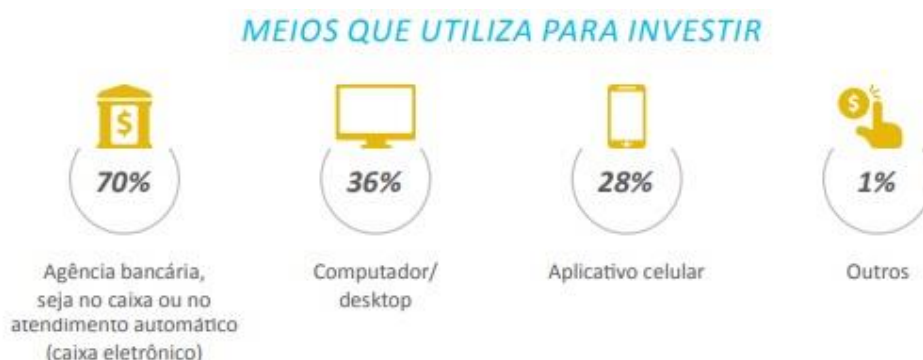 MEIOS QUE UTILIZA PARA INVESTIR
$
70%
Agência bancária,
seja no caixa ou no
atendimento automático
(caixa eletrônico)
36%
Computador/
desktop
28%
Aplicativo celular
$
1%
Outros